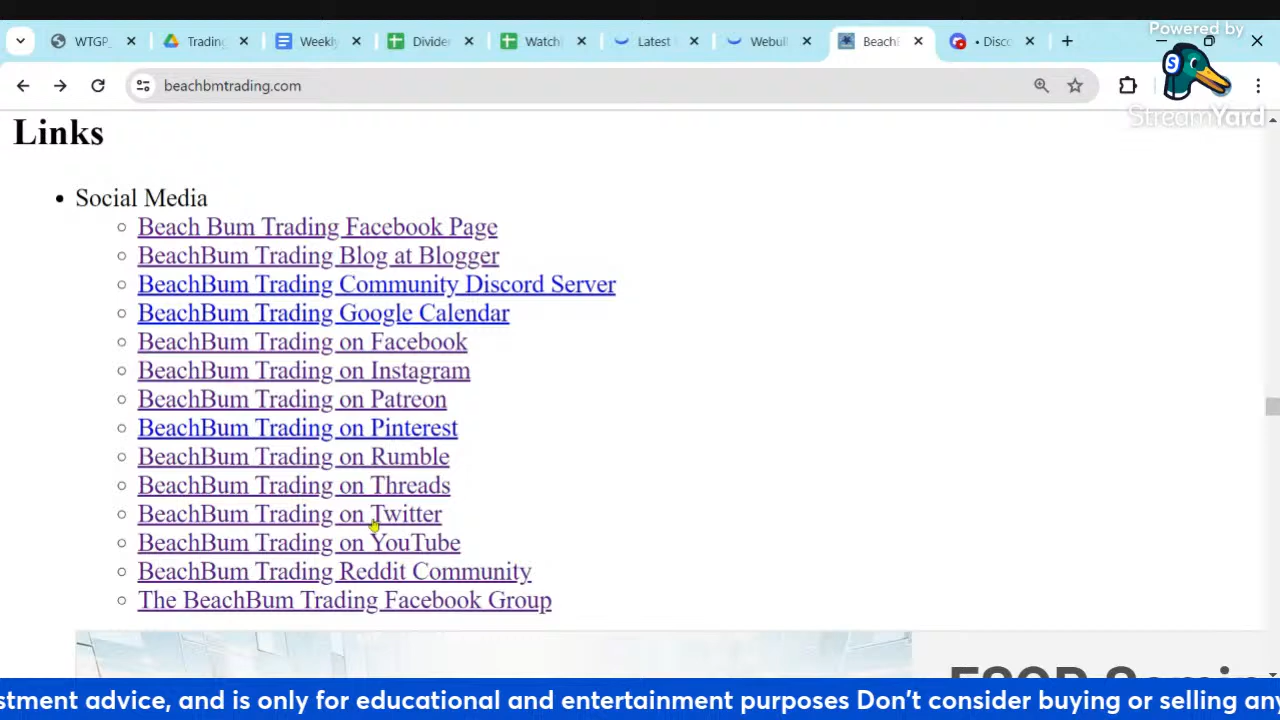 WTGP_
Trading
Weekly
Divide
Watch
Latest
Webull
BeachB
• Disco
Powered by
beachbmtrading.com
StreamYard
Links
Social Media
Beach Bum Trading Facebook Page
BeachBum Trading Blog at Blogger
BeachBum Trading Community Discord Server
BeachBum Trading Google Calendar
BeachBum Trading on Facebook
BeachBum Trading on Instagram
BeachBum Trading on Patreon
BeachBum Trading on Pinterest
BeachBum Trading on Rumble
BeachBum Trading on Threads
BeachBum Trading on Twitter
BeachBum Trading on YouTube
BeachBum Trading Reddit Community
The BeachBum Trading Facebook Group
stment advice, and is only for educational and entertainment purposes Don't consider buying or selling any